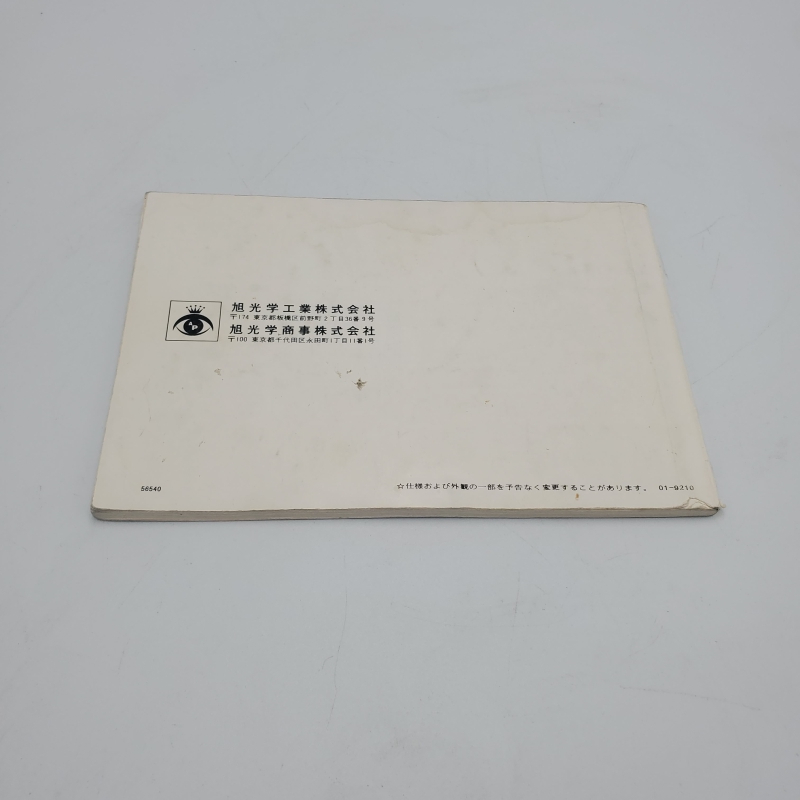 AP
旭光学工業株式会社
〒174 東京都板橋区前野町2丁目36番9号
旭光学商事株式会社
〒100 東京都千代田区永田町1丁目11番1号
56540
☆仕様および外観の一部を予告なく変更することがあります。 01-9210